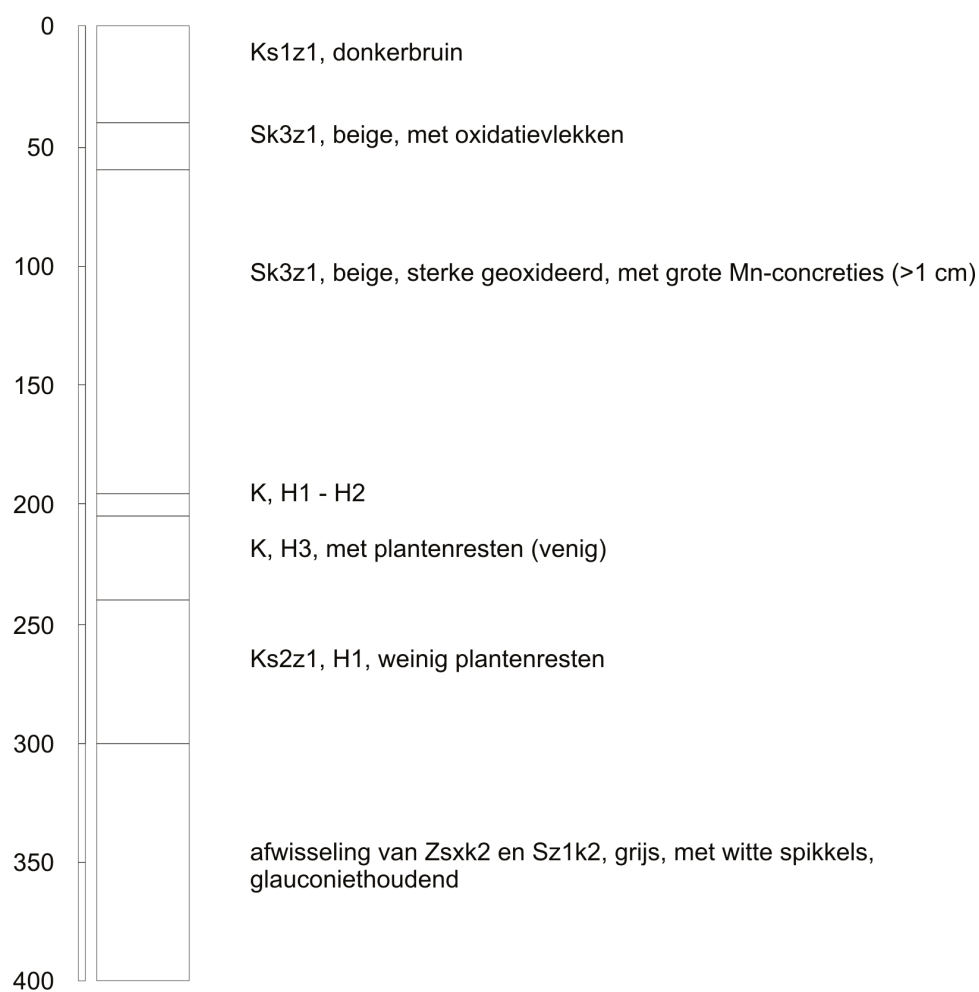 0
Ks1z1, donkerbruin
Sk3z1, beige, met oxidatievlekken
50
100
Sk3z1, beige, sterke geoxideerd, met grote Mn-concreties (>1 cm)
150
K, H1 - H2
200
K, H3, met plantenresten (venig)
250
Ks2z1, H1, weinig plantenresten
300
afwisseling van Zsxk2 en Sz1k2, grijs, met witte spikkels,
350
glauconiethoudend
400